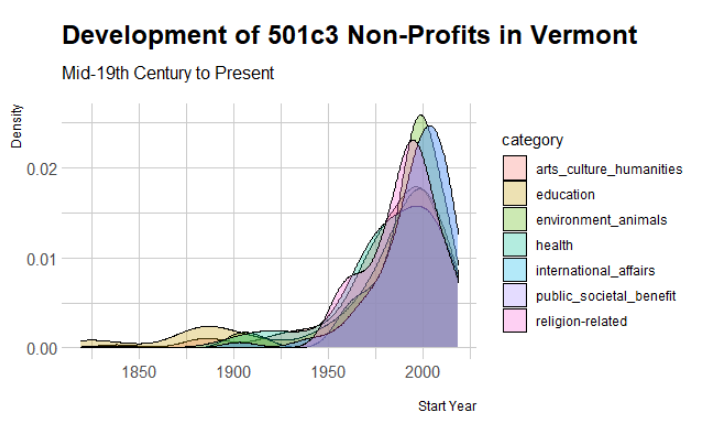 Development of 501c3 Non-Profits in Vermont
Mid-19th Century to Present
Density
0.02
0.01
0.00
1850
1900
1950
2000
Start Year
category
arts_culture_humanities
education
environment_animals
health
international_affairs
public_societal_benefit
religion-related